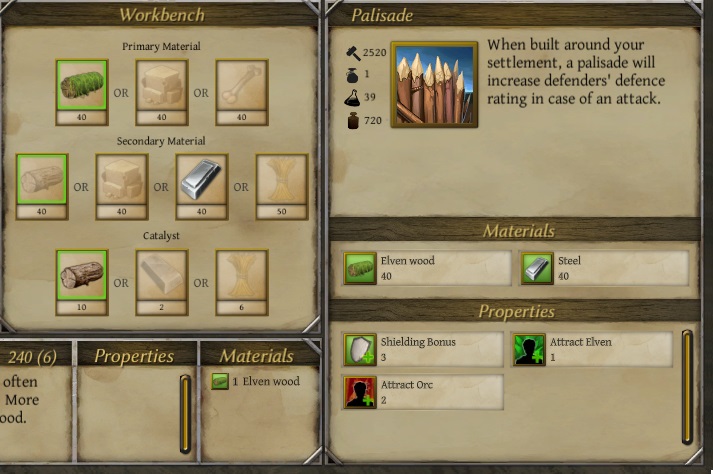 Workbench
Primary Material
OR OR
40 40 40
Secondary Material
OR OR OR
40 40 40 50
Catalyst
OR OR
10 2 6
240 (6)
often
More
ood.
Properties
Materials
1 Elven wood
Palisade
2520
1
39
720
When built around your
settlement, a palisade will
increase defenders' defence
rating in case of an attack.
Materials
Elven wood
40
Steel
40
Properties
Shielding Bonus
3
Attract Elven
1
Attract Orc
2